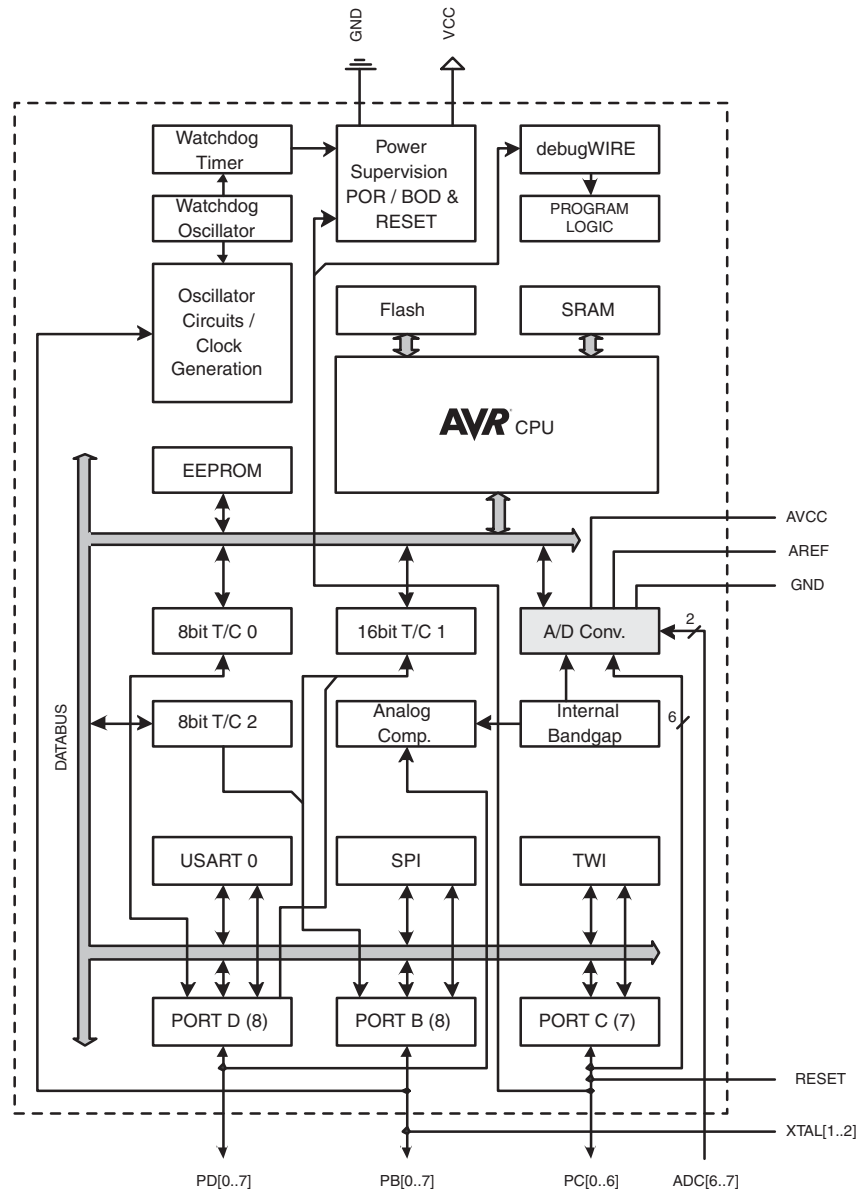 GND
VCC
Watchdog
Timer
Power
Supervision
POR / BOD &
RESET
debugWIRE
Watchdog
Oscillator
PROGRAM
LOGIC
Oscillator
Circuits /
Clock
Generation
Flash
SRAM
AVR CPU
EEPROM
AVCC
AREF
GND
8bit T/C 0
16bit T/C 1
A/D Conv.
2
DATABUS
8bit T/C 2
Analog
Comp.
Internal
Bandgap
6
USART 0
SPI
TWI
PORT D (8)
PORT B (8)
PORT C (7)
RESET
XTAL[1..2]
PD[0..7]
PB[0..7]
PC[0..6]
ADC[6..7]